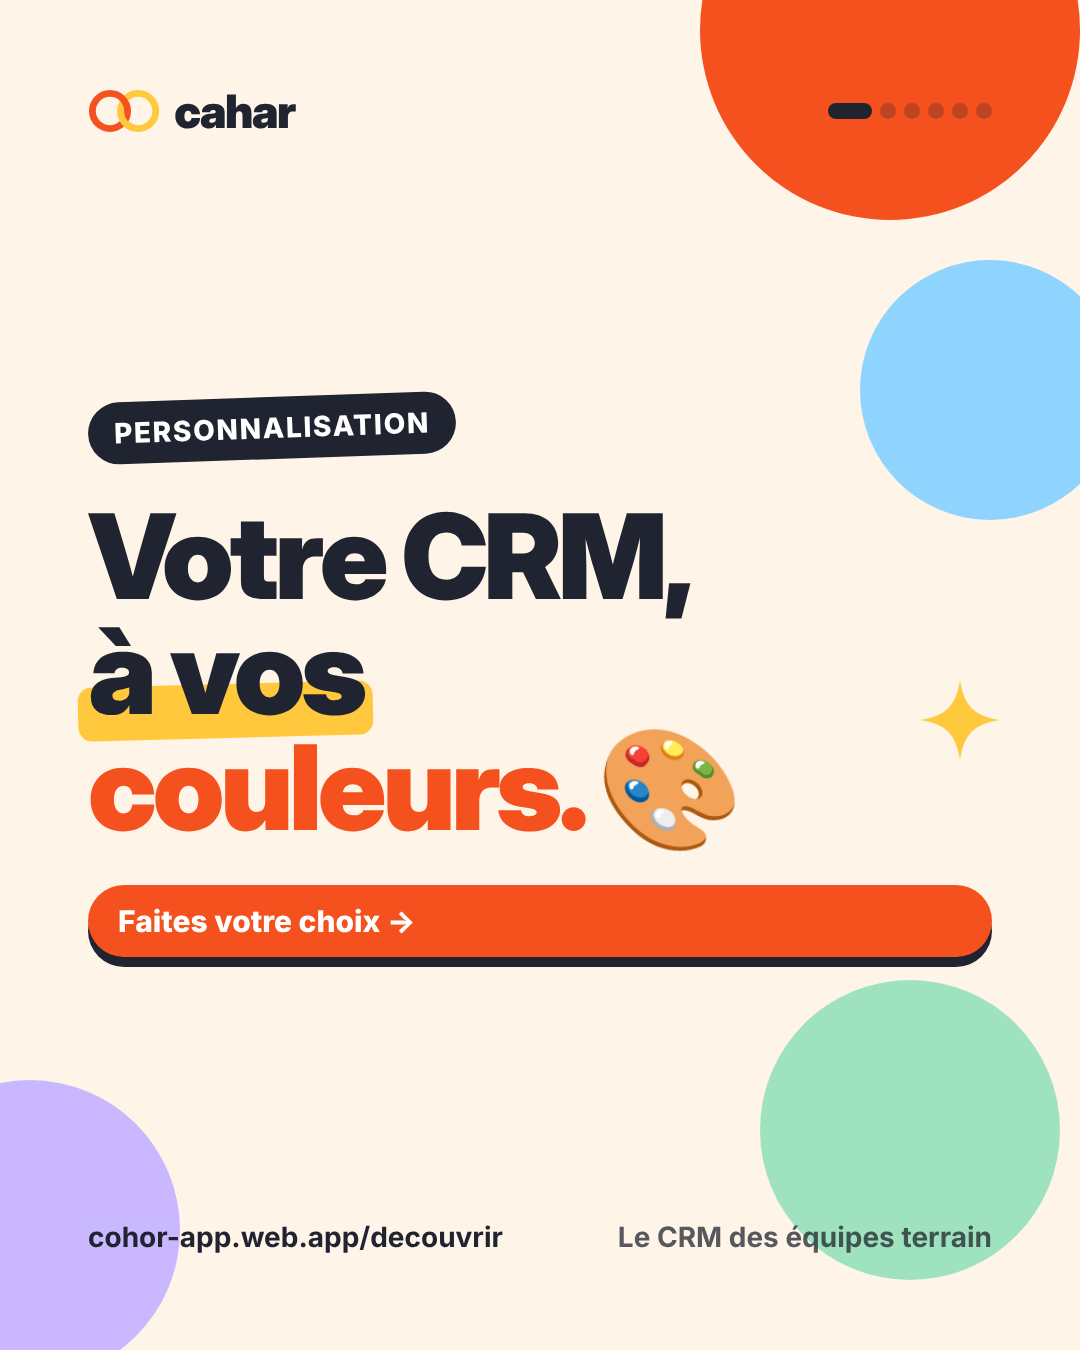 cahar
PERSONNALISATION
Votre CRM,
à vos
couleurs.
Faites votre choix →
cohor-app.web.app/decouvrir
Le CRM des équipes terrain